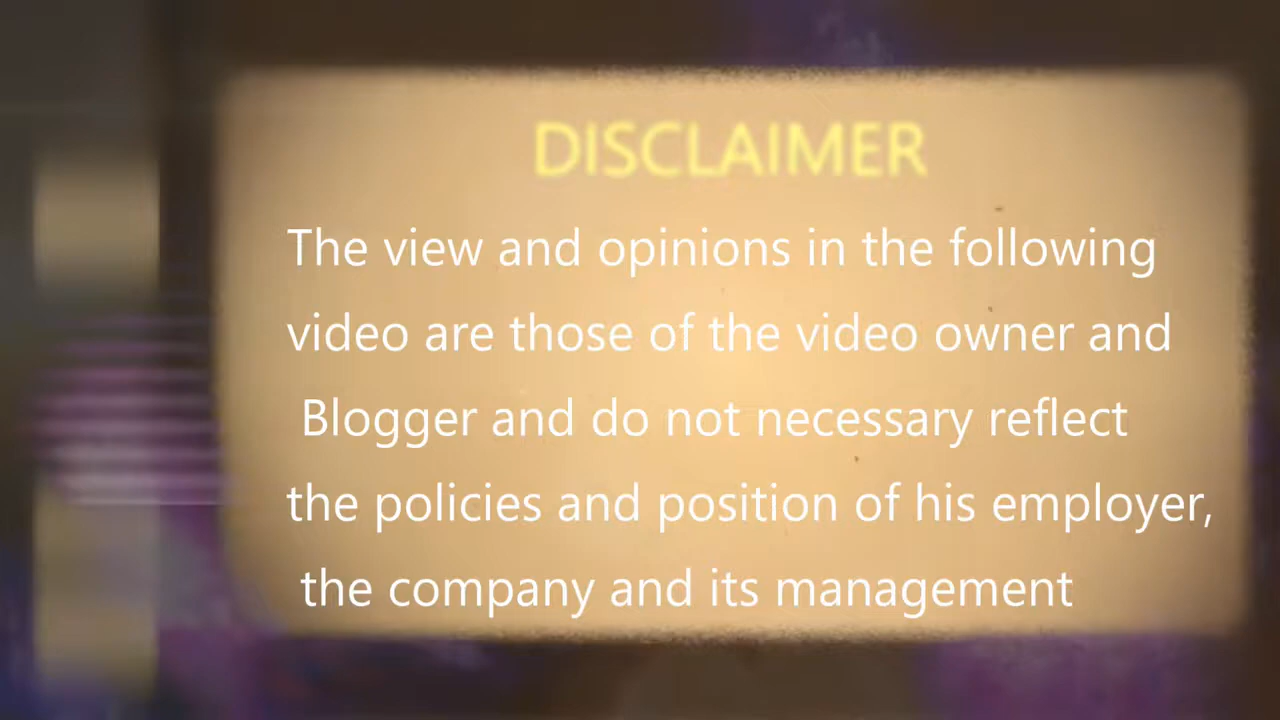 DISCLAIMER
The view and opinions in the following
video are those of the video owner and
Blogger and do not necessary reflect
the policies and position of his employer,
the company and its management